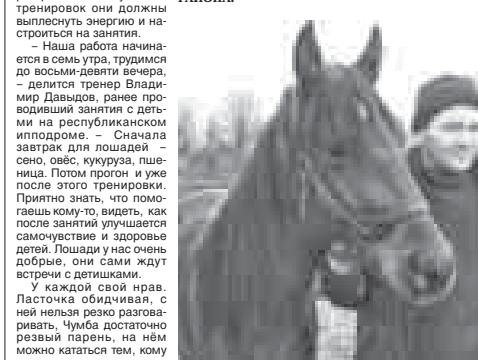 тренировок они должны
выплеснуть энергию и на-
строиться на занятия.
– Наша работа начина-
ется в семь утра, трудимся
до восьми-девяти вечера,
– делится тренер Влади-
мир Давыдов, ранее про-
водивший занятия с деть-
ми на республиканском
ипподроме. – Сначала
завтрак для лошадей –
сено, овёс, кукуруза, пше-
ница. Потом прогон и уже
после этого тренировки.
Приятно знать, что помо-
гаешь кому-то, видеть, как
после занятий улучшается
самочувствие и здоровье
детей. Лошади у нас очень
добрые, они сами ждут
встречи с детишками.
У каждой свой нрав.
Ласточка обидчивая, с
ней нельзя резко разгова-
ривать, Чумба достаточно
резвый парень, на нём
можно кататься тем, кому